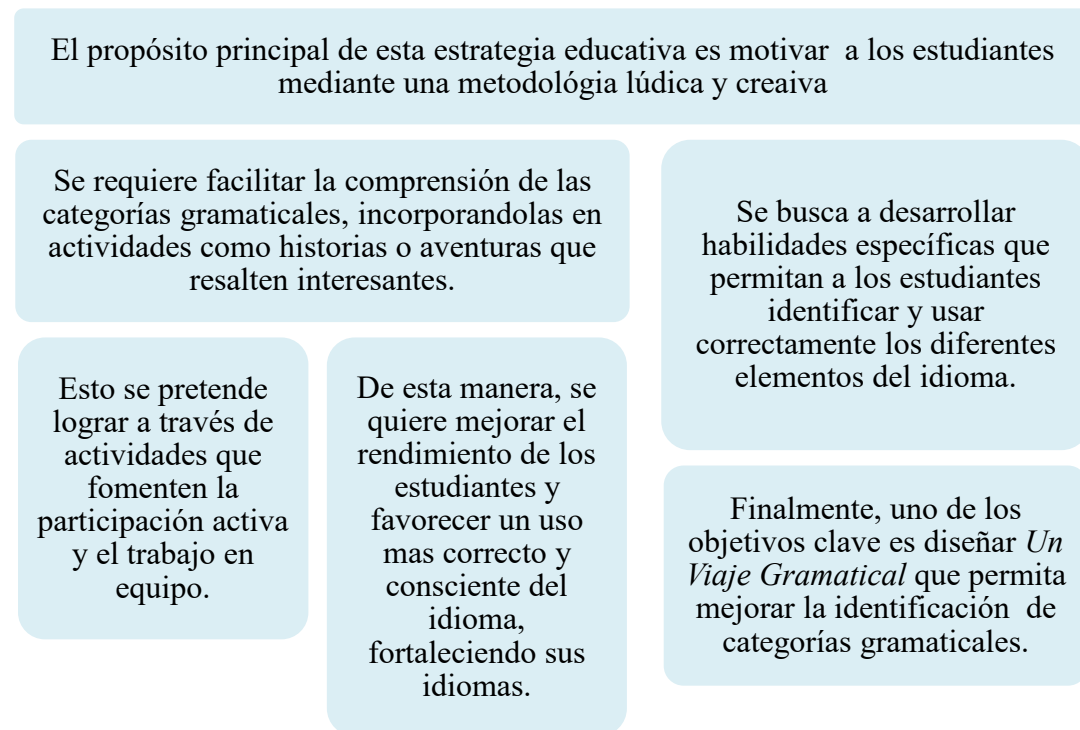 El propósito principal de esta estrategia educativa es motivar  a los estudiantes
mediante una metodológia lúdica y creaiva
Se requiere facilitar la comprensión de las
categorías gramaticales, incorporandolas en
actividades como historias o aventuras que
resalten interesantes.
Se busca a desarrollar
habilidades específicas que
permitan a los estudiantes
identificar y usar
correctamente los diferentes
elementos del idioma.
Esto se pretende
lograr a través de
actividades que
fomenten la
participación activa
y el trabajo en
equipo.
De esta manera, se
quiere mejorar el
rendimiento de los
estudiantes y
favorecer un uso
mas correcto y
consciente del
idioma,
fortaleciendo sus
idiomas.
Finalmente, uno de los
objetivos clave es diseñar Un
Viaje Gramatical que permita
mejorar la identificación  de
categorías gramaticales.